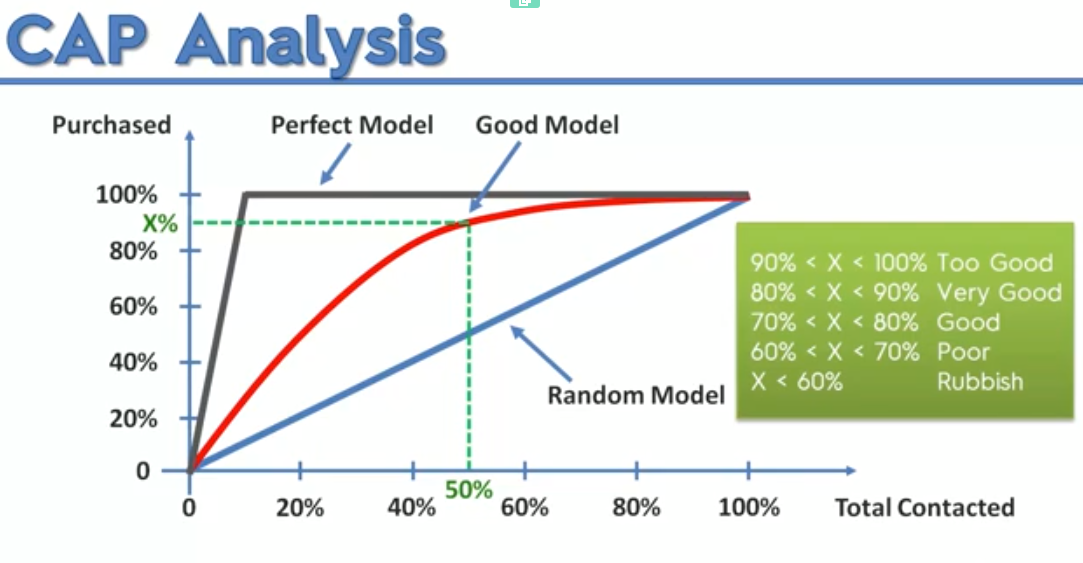 CAP Analysis
Purchased
Perfect Model
Good Model
100%
X%
80%
60%
40%
20%
0
90% < X < 100% Too Good
80% < X < 90% Very Good
70% < X < 80% Good
60% < X < 70% Poor
X < 60% Rubbish
Random Model
50%
0 20% 40% 60% 80% 100% Total Contacted